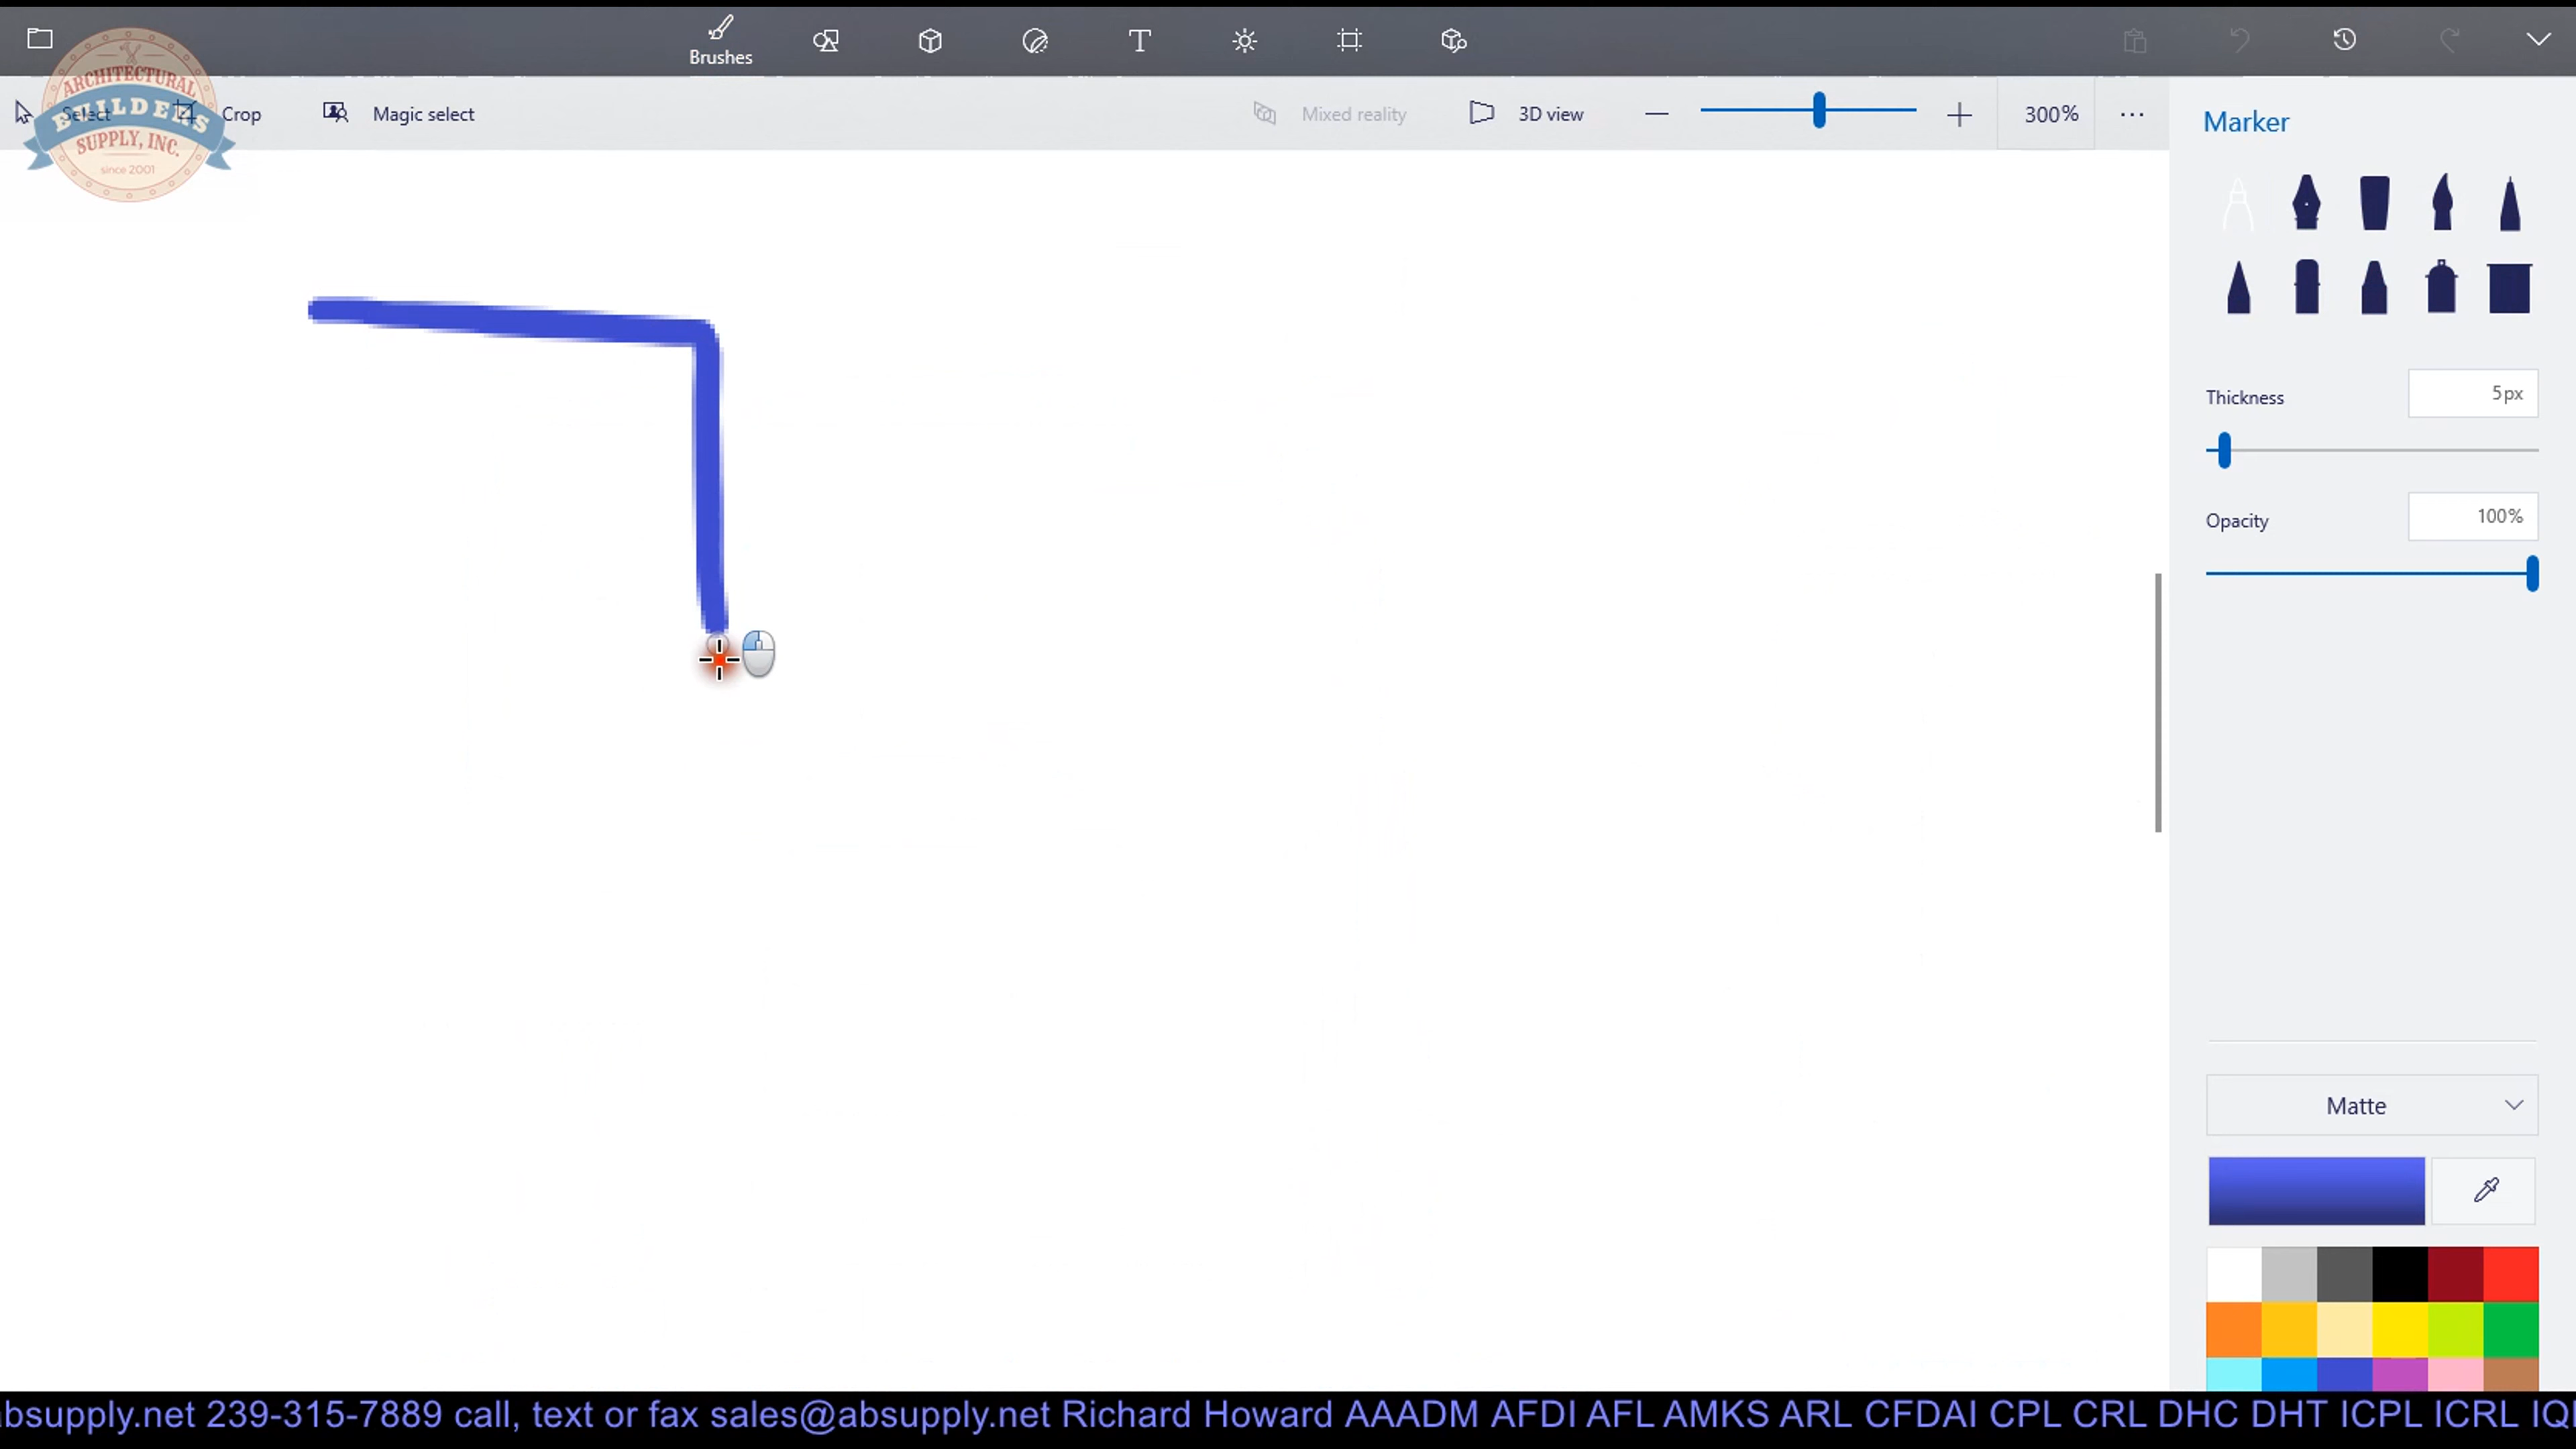 Brushes
ARCHITECTURAL
BUILDERS
SUPPLY, INC.
since 2001
Select
Crop
Magic select
Mixed reality
3D view
300%
Marker
Thickness
5px
Opacity
100%
Matte
absupply.net 239-315-7889 call, text or fax sales@absupply.net Richard Howard AAADM AFDI AFL AMKS ARL CFDAI CPL CRL DHC DHT ICPL ICRL